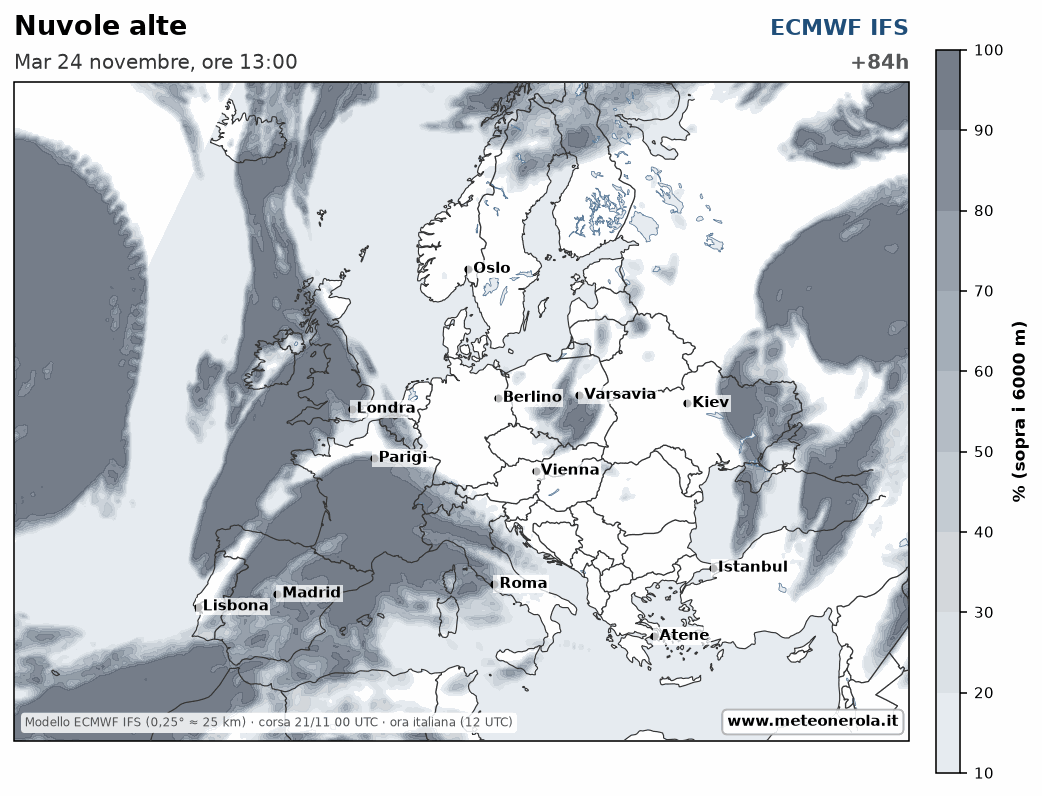 Nuvole alte
ECMWF IFS
Mar 24 novembre, ore 13:00
+84h
100
90
80
70
60
50
40
30
20
10
% (sopra i 6000 m)
Oslo
Berlino
Varsavia
Kiev
Londra
Parigi
Vienna
Istanbul
Roma
Madrid
Lisbona
Atene
Modello ECMWF IFS (0,25° ≈ 25 km) · corsa 21/11 00 UTC · ora italiana (12 UTC)
www.meteonerola.it